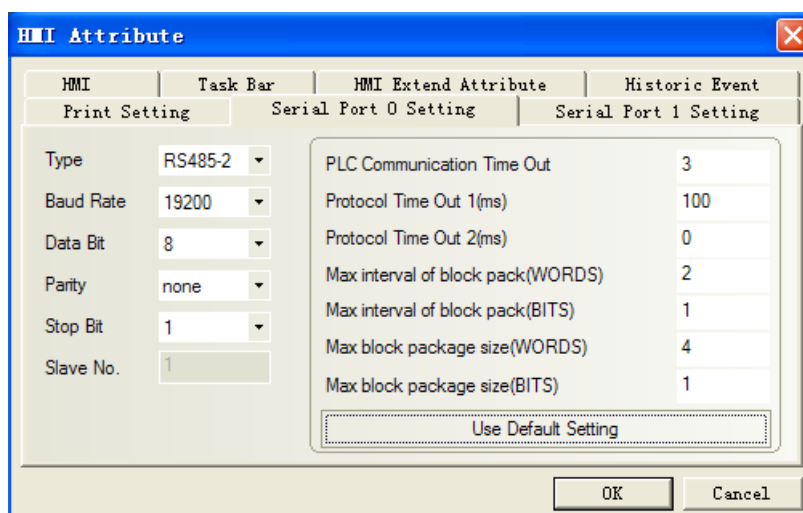 HMI Attribute
HMI
Task Bar
HMI Extend Attribute
Historic Event
Print Setting
Serial Port 0 Setting
Serial Port 1 Setting
Type RS485-2
Baud Rate 19200
Data Bit 8
Parity none
Stop Bit 1
Slave No. 1
PLC Communication Time Out 3
Protocol Time Out 1(ms) 100
Protocol Time Out 2(ms) 0
Max interval of block pack(WORDS) 2
Max interval of block pack(BITS) 1
Max block package size(WORDS) 4
Max block package size(BITS) 1
Use Default Setting
OK
Cancel